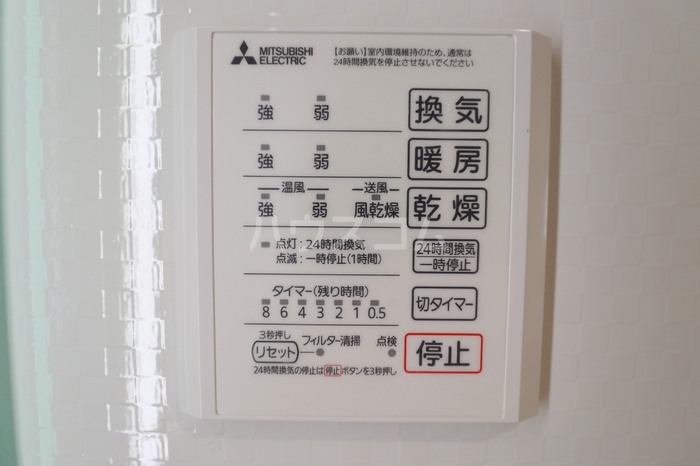 MITSUBISHI
ELECTRIC
【お願い】室内環境維持のため、通常は
24時間換気を停止させないでください
強 弱 換気
強 弱 暖房
温風 送風
強 弱 風乾燥 乾燥
点灯：24時間換気
点滅：一時停止(1時間)
24時間換気
一時停止
タイマー(残り時間)
8 6 4 3 2 1 0.5
切タイマー
3秒押し
リセット フィルター清掃 点検
停止
24時間換気の停止は停止ボタンを3秒押し
ハウスコム